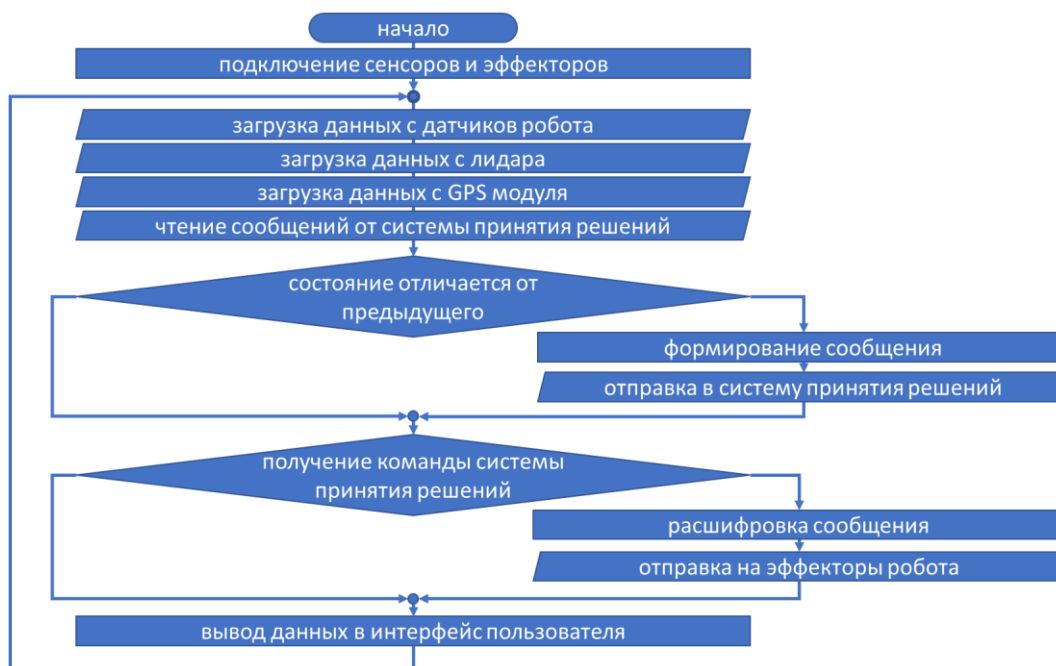 начало
подключение сенсоров и эффекторов
загрузка данных с датчиков робота
загрузка данных с лидара
загрузка данных с GPS модуля
чтение сообщений от системы принятия решений
состояние отличается от
предыдущего
формирование сообщения
отправка в систему принятия решений
получение команды системы
принятия решений
расшифровка сообщения
отправка на эффекторы робота
вывод данных в интерфейс пользователя